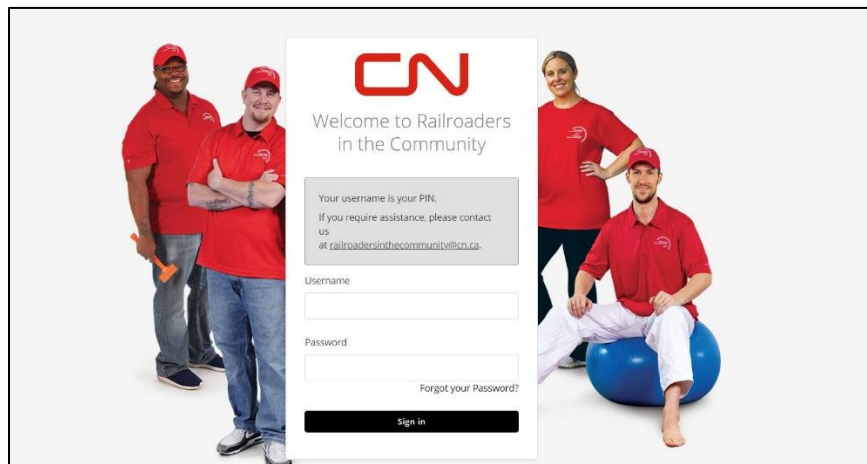 CN
Welcome to Railroaders
in the Community
Your username is your PIN.
If you require assistance, please contact
us
at railroadersinthecommunity@cn.ca.
Username
Password
Forgot your Password?
Sign in